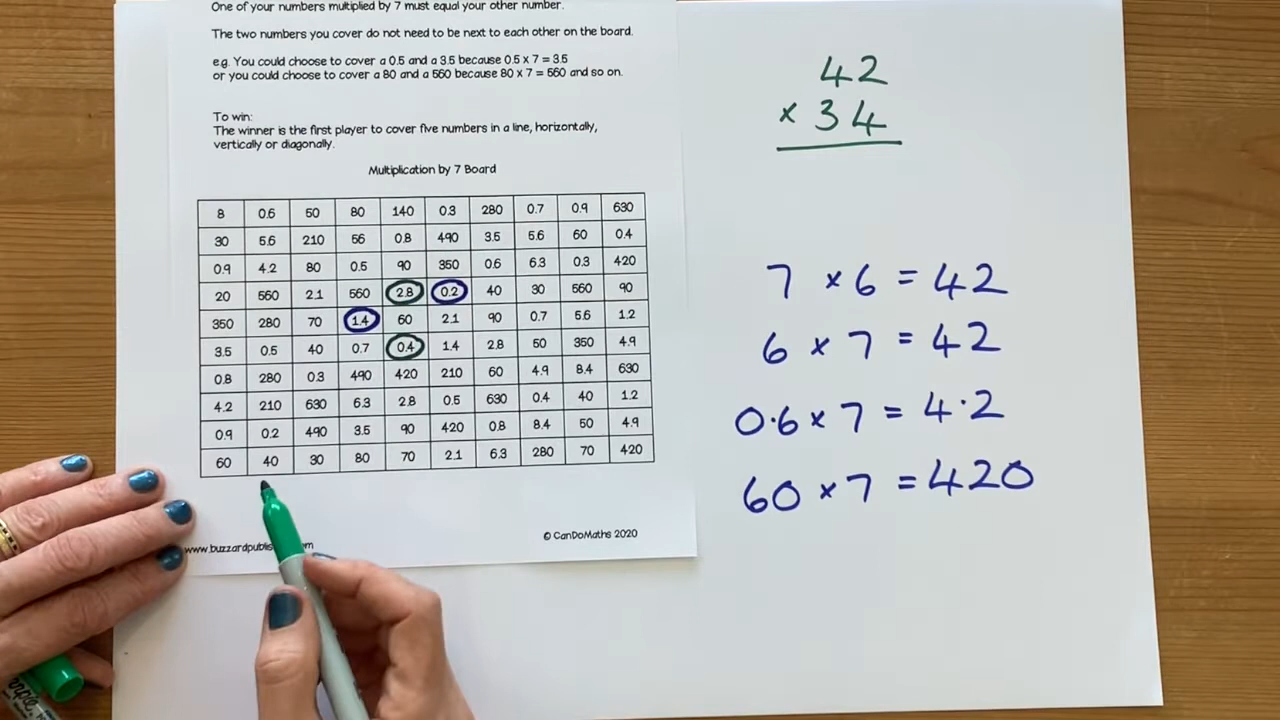 One of your numbers multiplied by 7 must equal your other number.
The two numbers you cover do not need to be next to each other on the board.
e.g. You could choose to cover a 0.5 and a 3.5 because 0.5 x 7 = 3.5
or you could choose to cover a 80 and a 560 because 80 x 7 = 560 and so on.
To win:
The winner is the first player to cover five numbers in a line, horizontally,
vertically or diagonally.
Multiplication by 7 Board
8 0.6 50 80 140 0.3 280 0.7 0.9 630
30 5.6 210 56 0.8 490 3.5 5.6 60 0.4
0.9 4.2 80 0.5 90 350 0.6 6.3 0.3 420
20 560 2.1 560 2.8 0.2 40 30 560 90
350 280 70 1.4 60 2.1 90 0.7 5.6 1.2
3.5 0.5 40 0.7 0.4 1.4 2.8 50 350 4.9
0.8 280 0.3 490 420 210 60 4.9 8.4 630
4.2 210 630 6.3 2.8 0.5 630 0.4 40 1.2
0.9 0.2 490 3.5 90 420 0.8 8.4 50 4.9
60 40 30 80 70 2.1 6.3 280 70 420
© CanDoMaths 2020
42
x 34
7 x 6 = 42
6 x 7 = 42
0·6 x 7 = 4·2
60 x 7 = 420